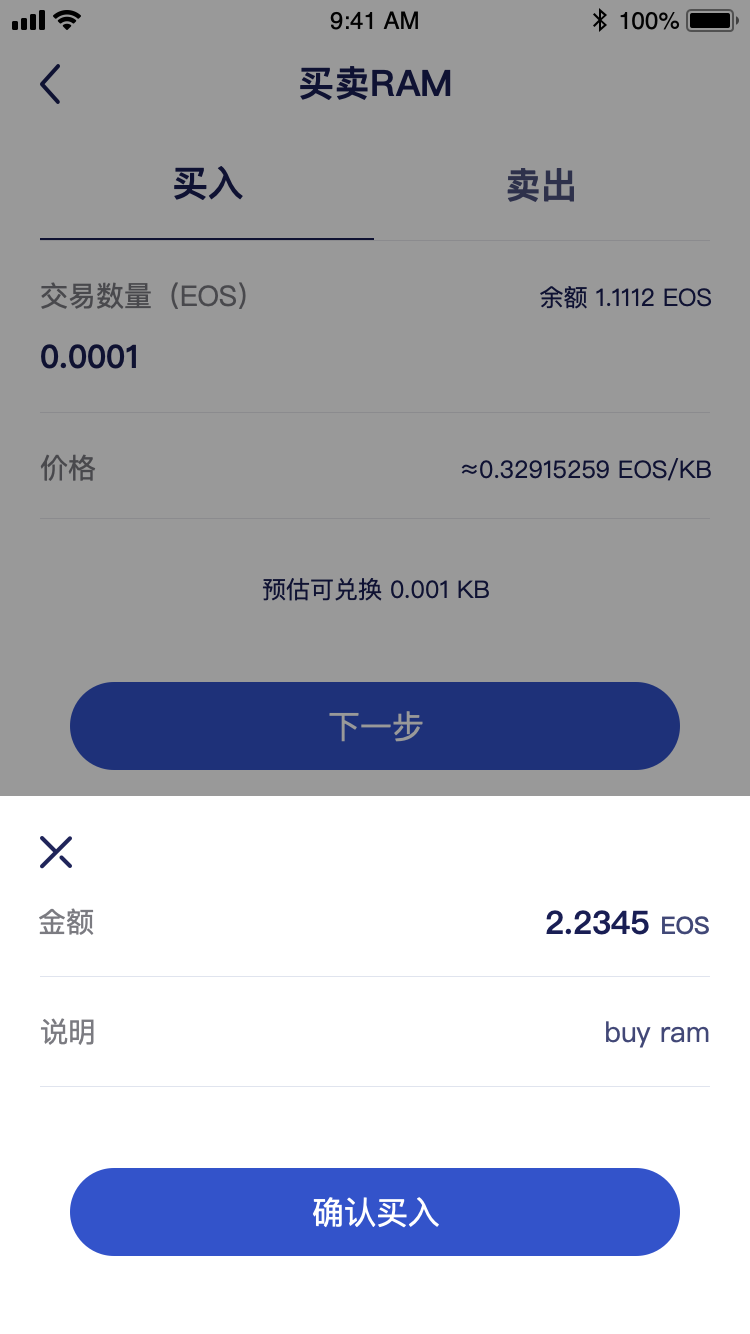 9:41 AM 100%
买卖RAM
买入 卖出
交易数量（EOS） 余额 1.1112 EOS
0.0001
价格 ≈0.32915259 EOS/KB
预估可兑换 0.001 KB
下一步
金额 2.2345 EOS
说明 buy ram
确认买入